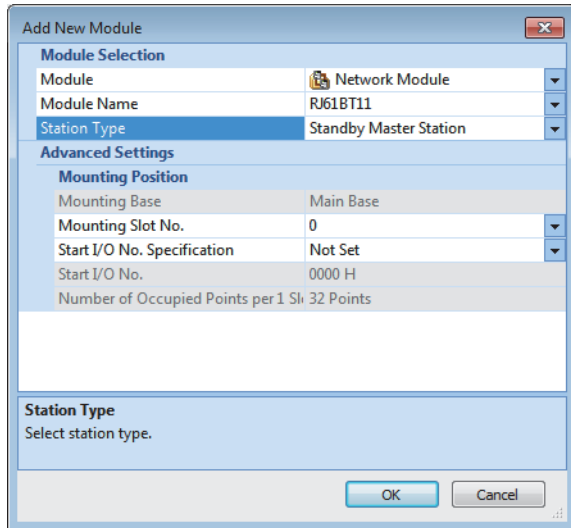 Add New Module
Module Selection
Module Network Module
Module Name RJ61BT11
Station Type Standby Master Station
Advanced Settings
Mounting Position
Mounting Base Main Base
Mounting Slot No. 0
Start I/O No. Specification Not Set
Start I/O No. 0000 H
Number of Occupied Points per 1 Sl 32 Points
Station Type
Select station type.
OK Cancel